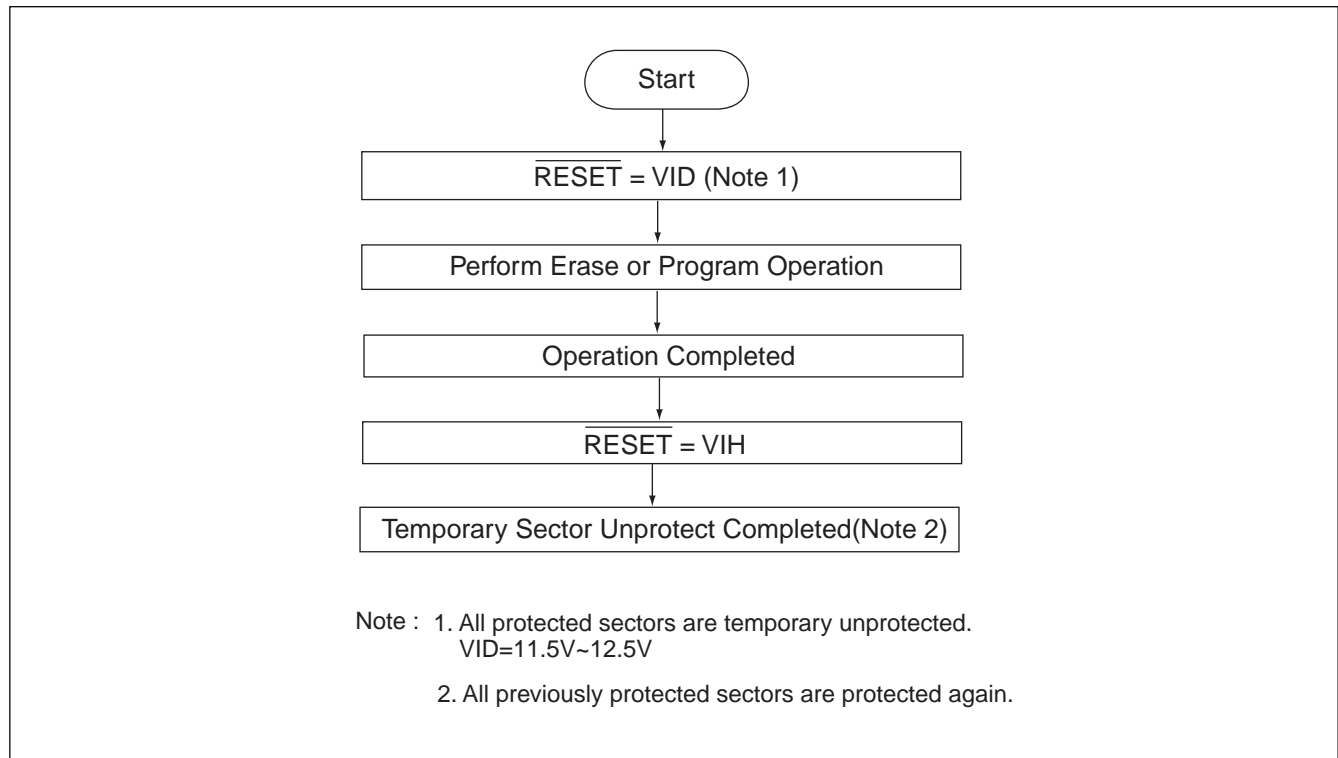 Start
RESET = VID (Note 1)
Perform Erase or Program Operation
Operation Completed
RESET = VIH
Temporary Sector Unprotect Completed(Note 2)
Note : 1. All protected sectors are temporary unprotected.
VID=11.5V~12.5V
2. All previously protected sectors are protected again.